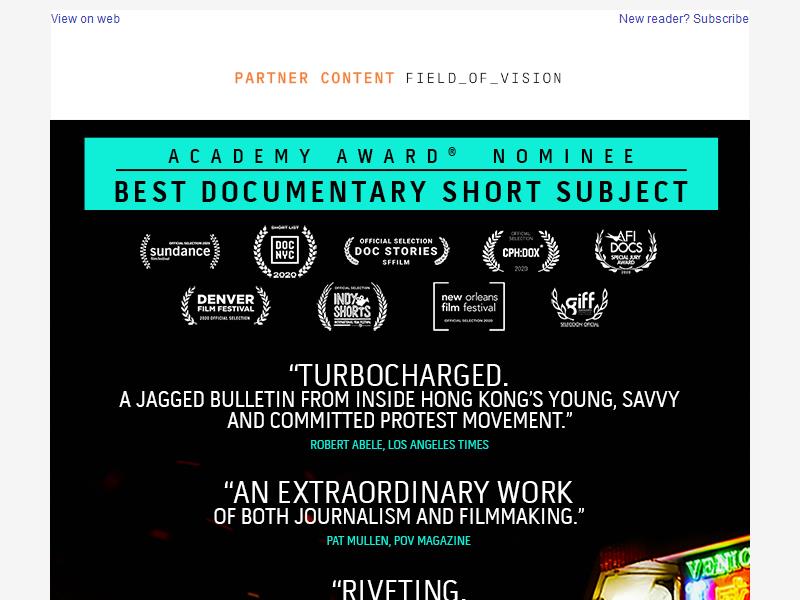 View on web
New reader? Subscribe
PARTNER CONTENT FIELD_OF_VISION
ACADEMY AWARD® NOMINEE
BEST DOCUMENTARY SHORT SUBJECT
OFFICIAL SELECTION 2020
sundance
film festival
SHORT LIST
DOC
NYC
2020
OFFICIAL SELECTION
DOC STORIES
SFFILM
OFFICIAL
SELECTION
CPH:DOX
2020
AFI
DOCS
SPECIAL JURY
AWARD
2020
DENVER
FILM FESTIVAL
2020 OFFICIAL SELECTION
OFFICIAL SELECTION
INDY
SHORTS
INTERNATIONAL FILM FESTIVAL
new orleans
film festival
OFFICIAL SELECTION 2020
giff
SELECCIÓN OFICIAL
“TURBOCHARGED.
A JAGGED BULLETIN FROM INSIDE HONG KONG’S YOUNG, SAVVY
AND COMMITTED PROTEST MOVEMENT.”
ROBERT ABELE, LOS ANGELES TIMES
“AN EXTRAORDINARY WORK
OF BOTH JOURNALISM AND FILMMAKING.”
PAT MULLEN, POV MAGAZINE
“RIVETING.
VENIC